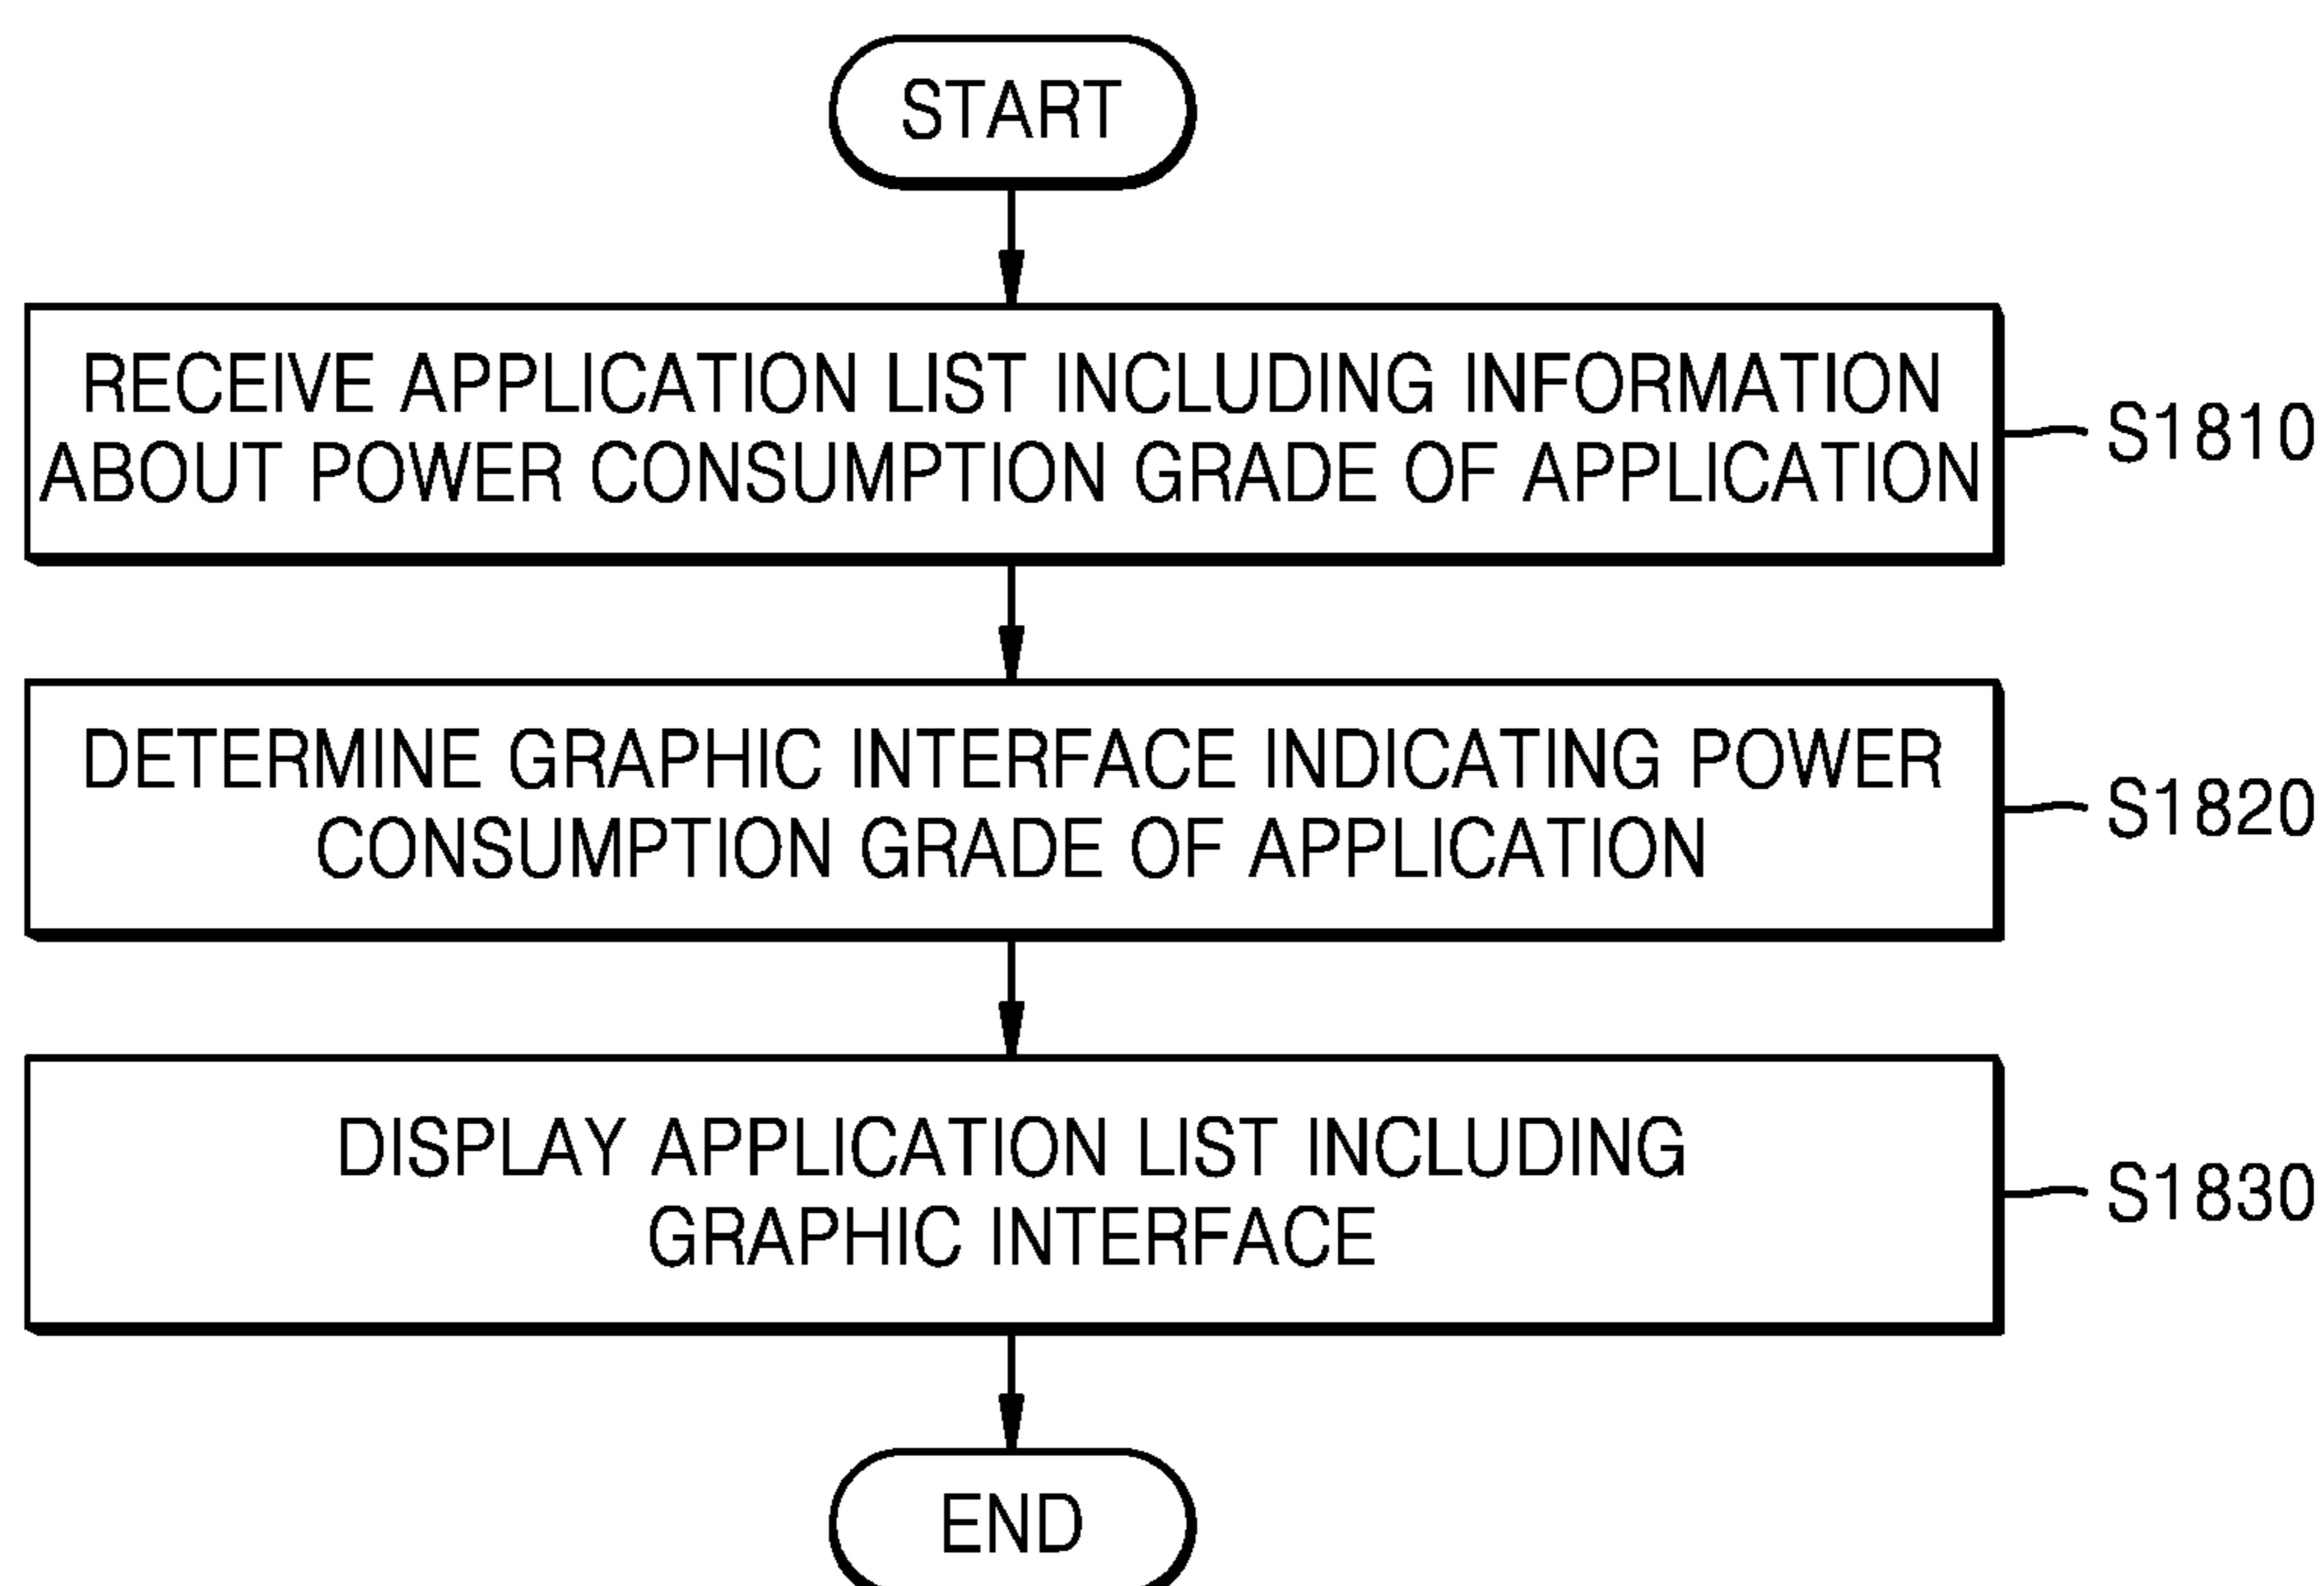 START
RECEIVE APPLICATION LIST INCLUDING INFORMATION
ABOUT POWER CONSUMPTION GRADE OF APPLICATION
S1810
DETERMINE GRAPHIC INTERFACE INDICATING POWER
CONSUMPTION GRADE OF APPLICATION
S1820
DISPLAY APPLICATION LIST INCLUDING
GRAPHIC INTERFACE
S1830
END